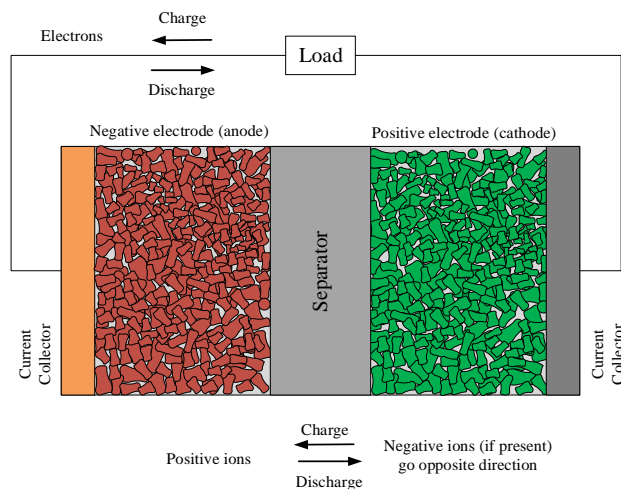 Charge
Electrons
Load
Discharge
Negative electrode (anode)
Positive electrode (cathode)
Separator
Current
Collector
Current
Collector
Charge
Positive ions
Negative ions (if present)
go opposite direction
Discharge